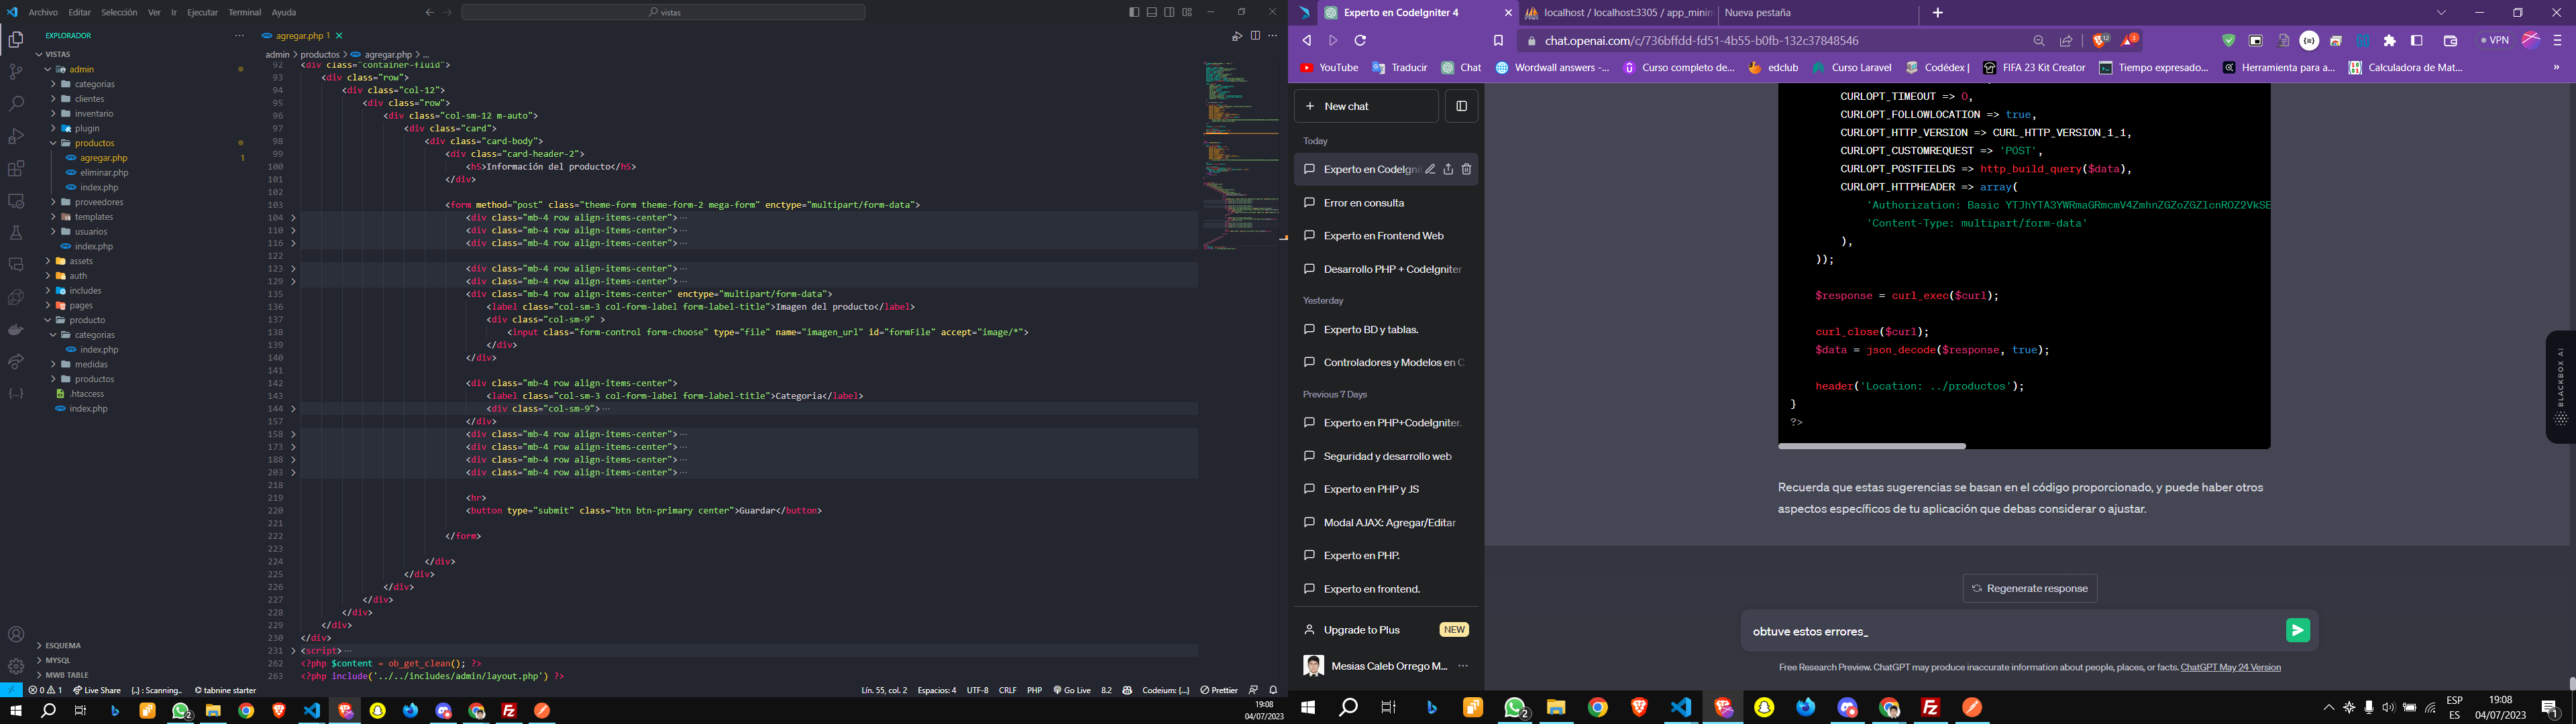 Archivo Editar Selección Ver Ir Ejecutar Terminal Ayuda
vistas
EXPLORADOR
VISTAS
admin
categorias
clientes
inventario
plugin
productos
agregar.php 1
eliminar.php
index.php
proveedores
templates
usuarios
index.php
assets
auth
includes
pages
producto
categorias
index.php
medidas
productos
.htaccess
index.php
ESQUEMA
MYSQL
MWB TABLE
agregar.php 1
admin > productos > agregar.php > ...
92 <div class="container-fluid">
93 <div class="row">
94 <div class="col-12">
95 <div class="row">
96 <div class="col-sm-12 m-auto">
97 <div class="card">
98 <div class="card-body">
99 <div class="card-header-2">
100 <h5>Información del producto</h5>
101 </div>
102
103 <form method="post" class="theme-form theme-form-2 mega-form" enctype="multipart/form-data">
104 <div class="mb-4 row align-items-center">···
110 <div class="mb-4 row align-items-center">···
116 <div class="mb-4 row align-items-center">···
122
123 <div class="mb-4 row align-items-center">···
129 <div class="mb-4 row align-items-center">···
135 <div class="mb-4 row align-items-center" enctype="multipart/form-data">
136 <label class="col-sm-3 col-form-label form-label-title">Imagen del producto</label>
137 <div class="col-sm-9" >
138 <input class="form-control form-choose" type="file" name="imagen_url" id="formFile" accept="image/*">
139 </div>
140 </div>
141
142 <div class="mb-4 row align-items-center">
143 <label class="col-sm-3 col-form-label form-label-title">Categoria</label>
144 <div class="col-sm-9">···
157 </div>
158 <div class="mb-4 row align-items-center">···
173 <div class="mb-4 row align-items-center">···
188 <div class="mb-4 row align-items-center">···
203 <div class="mb-4 row align-items-center">···
218
219 <hr>
220 <button type="submit" class="btn btn-primary center">Guardar</button>
221
222 </form>
223
224 </div>
225 </div>
226 </div>
227 </div>
228 </div>
229 </div>
230 </div>
231 <script>···
262 <?php $content = ob_get_clean(); ?>
263 <?php include('../../includes/admin/layout.php') ?>
0 1 Live Share {..} : Scanning.. tabnine starter
Lín. 55, col. 2 Espacios: 4 UTF-8 CRLF PHP Go Live 8.2 Codeium: {...} Prettier
19:08
04/07/2023
Experto en CodeIgniter 4
localhost / localhost:3305 / app_minim
Nueva pestaña
chat.openai.com/c/736bffdd-fd51-4b55-b0fb-132c37848546
VPN
YouTube Traducir Chat Wordwall answers -... Curso completo de... edclub Curso Laravel Codédex | FIFA 23 Kit Creator Tiempo expresado... Herramienta para a... Calculadora de Mat... »
New chat
Today
Experto en CodeIgnit
Error en consulta
Experto en Frontend Web
Desarrollo PHP + CodeIgniter
Yesterday
Experto BD y tablas.
Controladores y Modelos en C
Previous 7 Days
Experto en PHP+CodeIgniter.
Seguridad y desarrollo web
Experto en PHP y JS
Modal AJAX: Agregar/Editar
Experto en PHP.
Experto en frontend.
Upgrade to Plus NEW
Mesias Caleb Orrego M... ···
CURLOPT_TIMEOUT => 0,
CURLOPT_FOLLOWLOCATION => true,
CURLOPT_HTTP_VERSION => CURL_HTTP_VERSION_1_1,
CURLOPT_CUSTOMREQUEST => 'POST',
CURLOPT_POSTFIELDS => http_build_query($data),
CURLOPT_HTTPHEADER => array(
'Authorization: Basic
'Content-Type: multipart/form-data'
),
));
$response = curl_exec($curl);
curl_close($curl);
$data = json_decode($response, true);
header('Location: ../productos');
}
?>
Recuerda que estas sugerencias se basan en el código proporcionado, y puede haber otros
aspectos específicos de tu aplicación que debas considerar o ajustar.
Regenerate response
obtuve estos errores_
Free Research Preview. ChatGPT may produce inaccurate information about people, places, or facts. ChatGPT May 24 Version
BLACKBOX AI
ESP
ES
19:08
04/07/2023